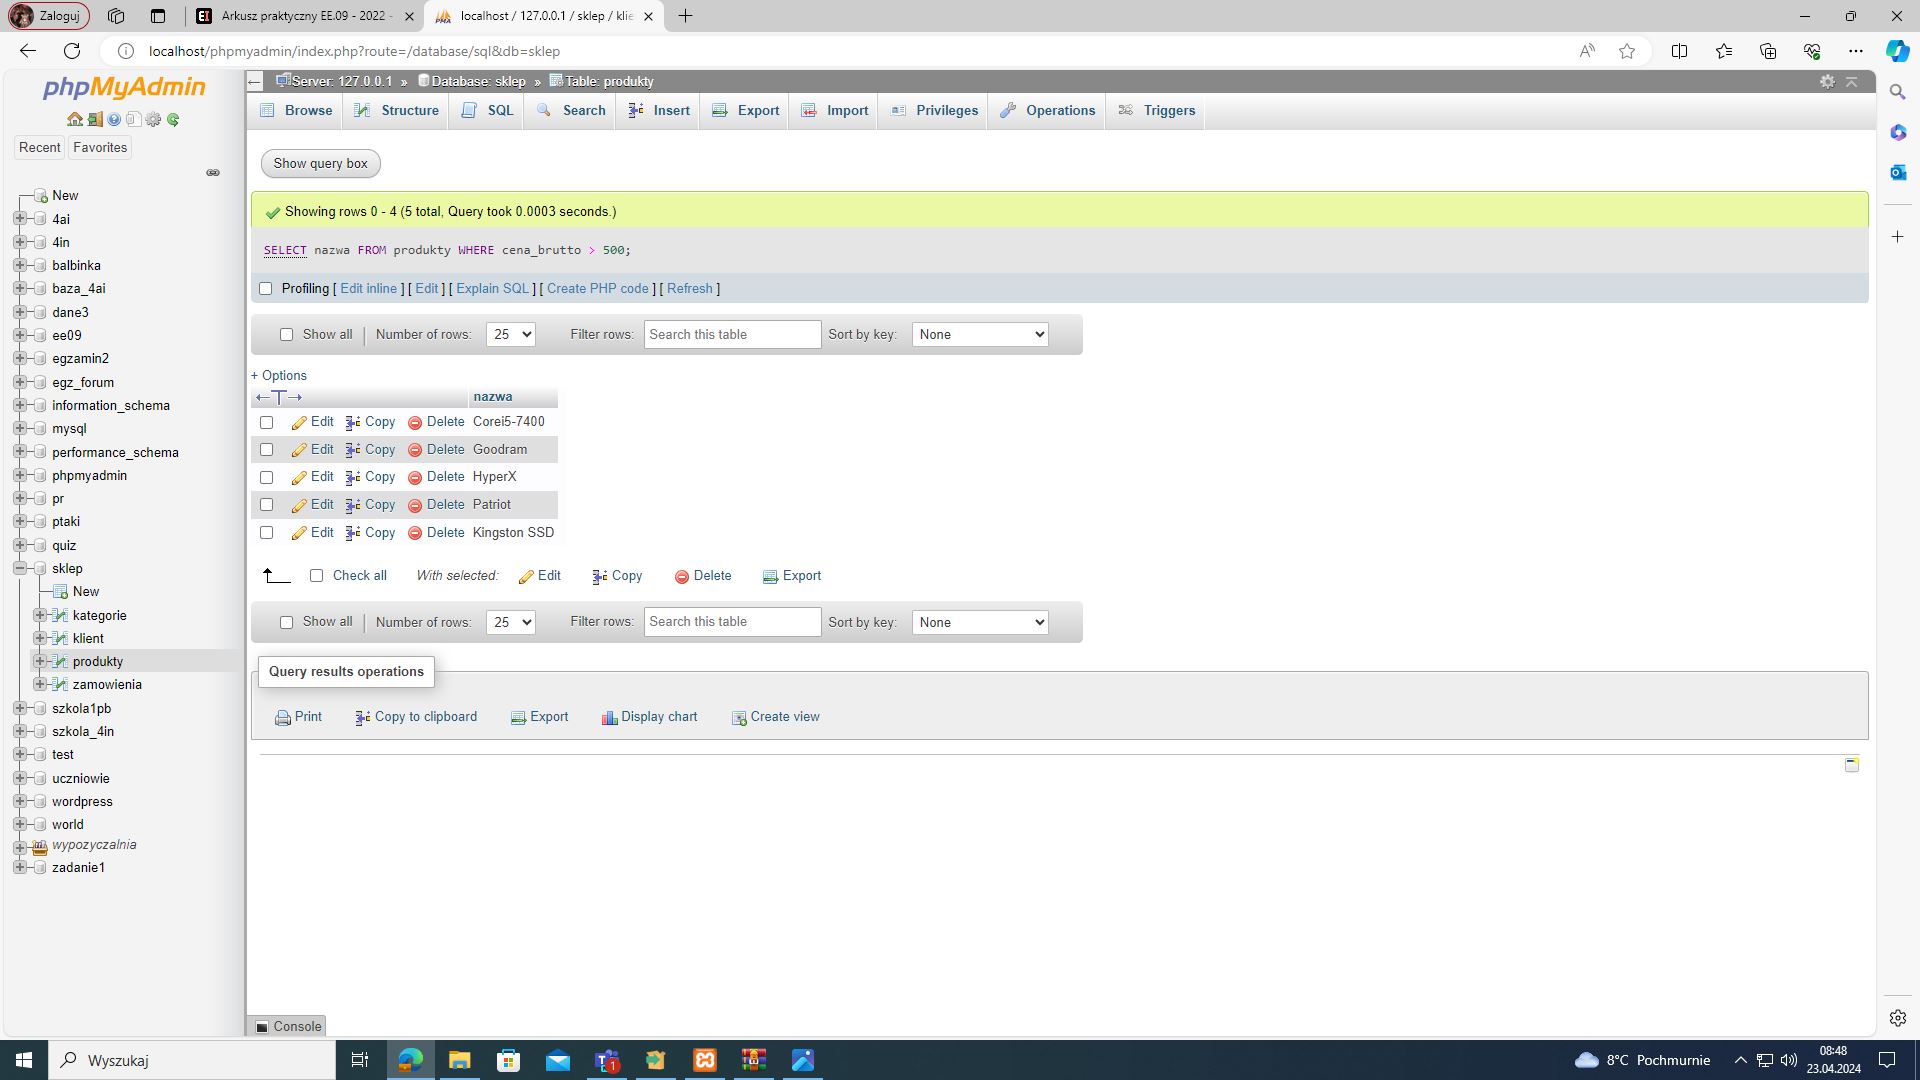 Zaloguj
Arkusz praktyczny EE.09 - 2022 -
localhost / 127.0.0.1 / sklep / klie
localhost/phpmyadmin/index.php?route=/database/sql&db=sklep
phpMyAdmin
Recent
Favorites
New
4ai
4in
balbinka
baza_4ai
dane3
ee09
egzamin2
egz_forum
information_schema
mysql
performance_schema
phpmyadmin
pr
ptaki
quiz
sklep
New
kategorie
klient
produkty
zamowienia
szkola1pb
szkola_4in
test
uczniowie
wordpress
world
wypozyczalnia
zadanie1
Server: 127.0.0.1 » Database: sklep » Table: produkty
Browse Structure SQL Search Insert Export Import Privileges Operations Triggers
Show query box
Showing rows 0 - 4 (5 total, Query took 0.0003 seconds.)
SELECT nazwa FROM produkty WHERE cena_brutto > 500;
Profiling [ Edit inline ] [ Edit ] [ Explain SQL ] [ Create PHP code ] [ Refresh ]
Show all Number of rows: 25 Filter rows: Search this table Sort by key: None
+ Options
←T→ nazwa
Edit Copy Delete Corei5-7400
Edit Copy Delete Goodram
Edit Copy Delete HyperX
Edit Copy Delete Patriot
Edit Copy Delete Kingston SSD
Check all With selected: Edit Copy Delete Export
Show all Number of rows: 25 Filter rows: Search this table Sort by key: None
Query results operations
Print Copy to clipboard Export Display chart Create view
Console
Wyszukaj
1
8°C Pochmurnie
08:48
23.04.2024